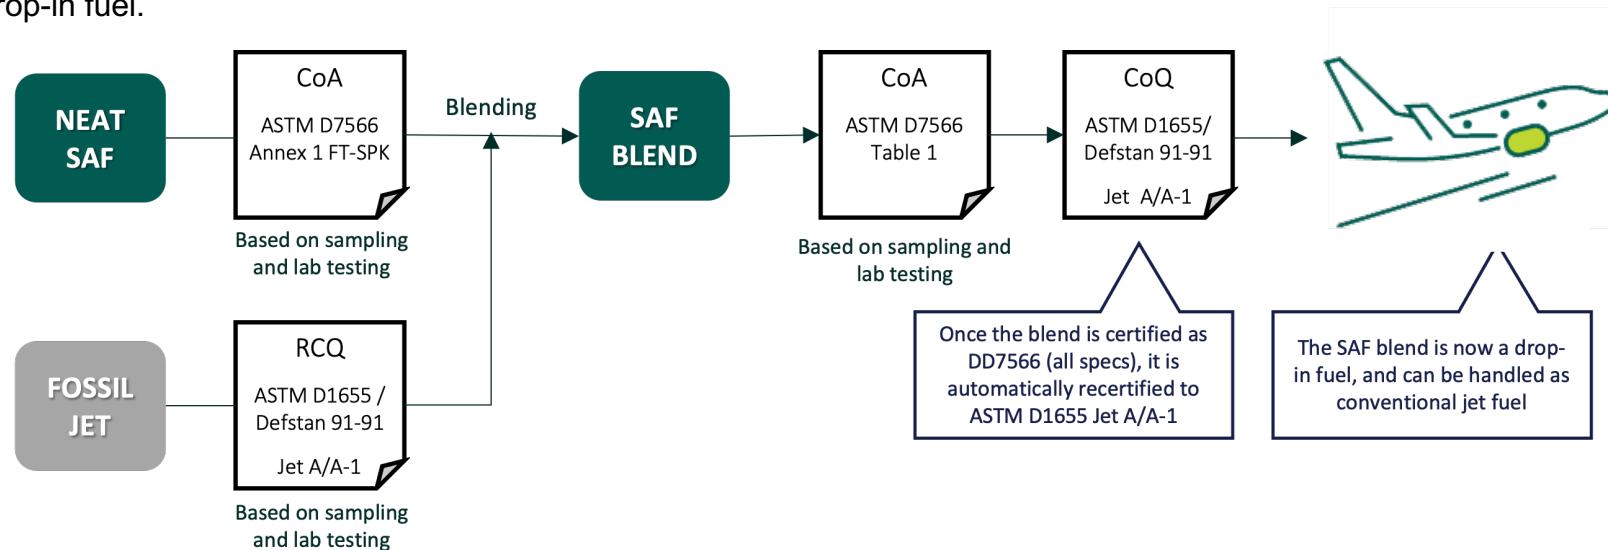 rop-in fuel.
NEAT
SAF
CoA
ASTM D7566
Annex 1 FT-SPK
Based on sampling
and lab testing
Blending
SAF
BLEND
CoA
ASTM D7566
Table 1
Based on sampling and
lab testing
CoQ
ASTM D1655/
Defstan 91-91
Jet A/A-1
Once the blend is certified as
DD7566 (all specs), it is
automatically recertified to
ASTM D1655 Jet A/A-1
The SAF blend is now a drop-
in fuel, and can be handled as
conventional jet fuel
FOSSIL
JET
RCQ
ASTM D1655 /
Defstan 91-91
Jet A/A-1
Based on sampling
and lab testing